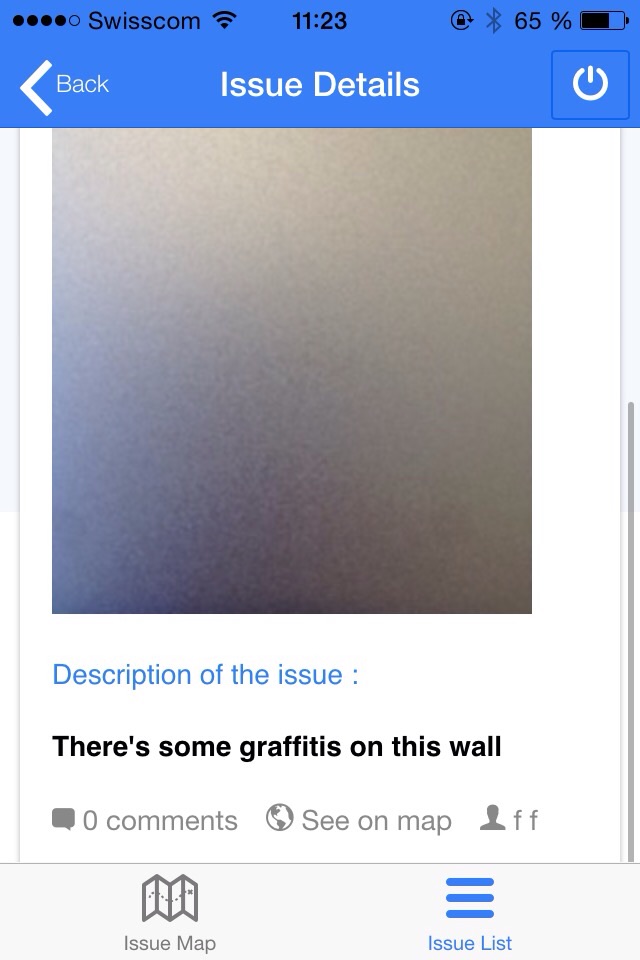 Swisscom 11:23 65 %
Back Issue Details
Description of the issue :
There's some graffitis on this wall
0 comments See on map f f
Issue Map Issue List